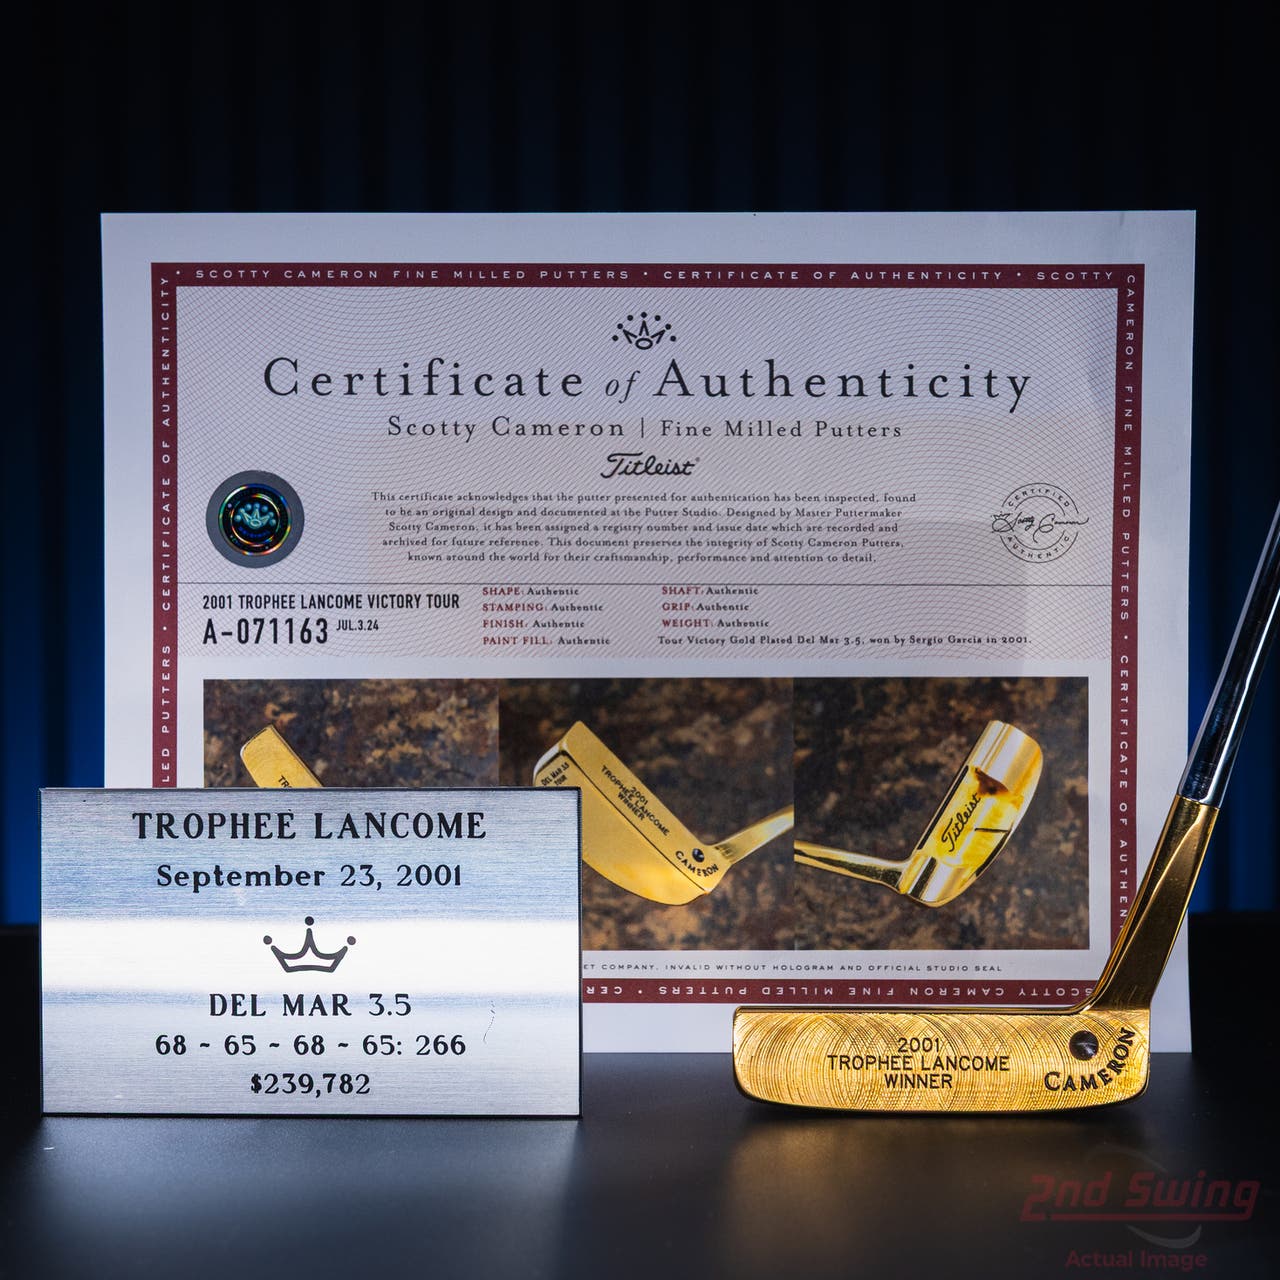 • SCOTTY CAMERON FINE MILLED PUTTERS • CERTIFICATE OF AUTHENTICITY • SCOTTY
CAMERON FINE MILLED PUTTERS • CERTIFICATE OF AUTHEN
LED PUTTERS • CERTIFICATE OF AUTHENTICITY
Certificate of Authenticity
Scotty Cameron | Fine Milled Putters
Titleist
This certificate acknowledges that the putter presented for authentication has been inspected, found
to be an original design and documented at the Putter Studio. Designed by Master Puttermaker
Scotty Cameron, it has been assigned a registry number and issue date which are recorded and
archived for future reference. This document preserves the integrity of Scotty Cameron Putters,
known around the world for their craftsmanship, performance and attention to detail.
CERTIFIED
Scotty Cameron
AUTHENTIC
2001 TROPHEE LANCOME VICTORY TOUR
A-071163 JUL.3.24
SHAPE: Authentic
STAMPING: Authentic
FINISH: Authentic
PAINT FILL: Authentic
SHAFT: Authentic
GRIP: Authentic
WEIGHT: Authentic
Tour Victory Gold Plated Del Mar 3.5, won by Sergio Garcia in 2001.
DEL MAR 3.5
TOUR
2001
TROPHEE LANCOME
WINNER
CAMERON
Titleist
ET COMPANY. INVALID WITHOUT HOLOGRAM AND OFFICIAL STUDIO SEAL
SCOTTY CAMERON FINE MILLED PUTTERS • CER
TROPHEE LANCOME
September 23, 2001
DEL MAR 3.5
68 ~ 65 ~ 68 ~ 65: 266
$239,782
2001
TROPHEE LANCOME
WINNER
CAMERON
2nd Swing
Actual Image